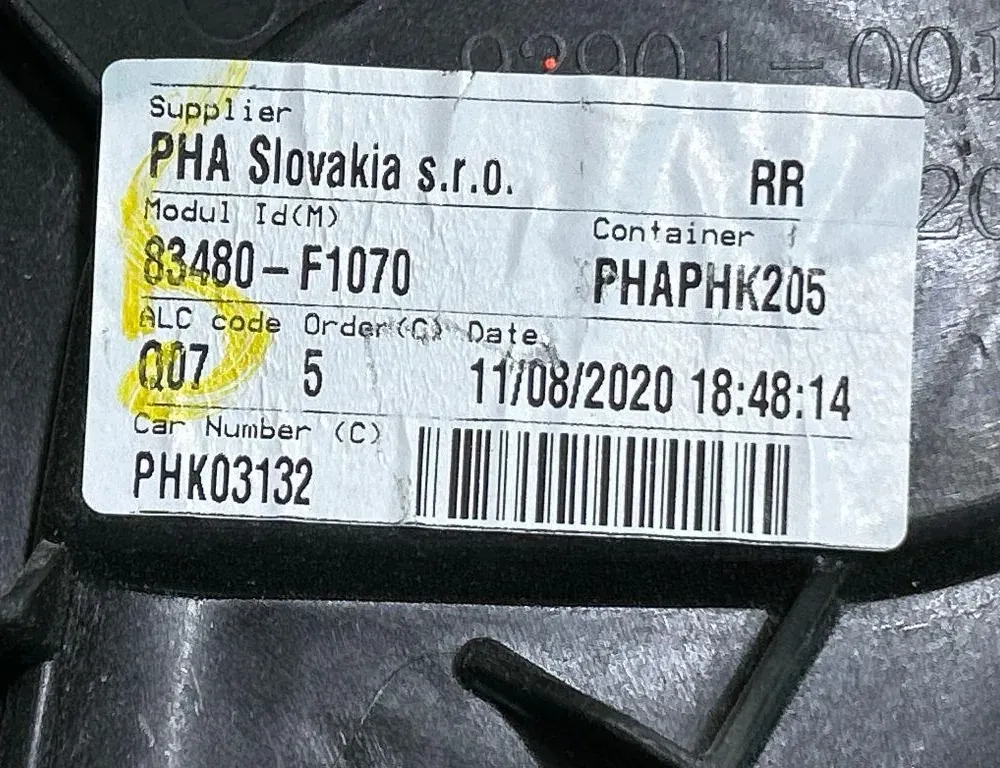 Supplier
PHA Slovakia s.r.o. RR
Modul Id(M) Container
83480-F1070 PHAPHK205
ALC code Order(C) Date
Q07 5 11/08/2020 18:48:14
Car Number (C)
PHK03132